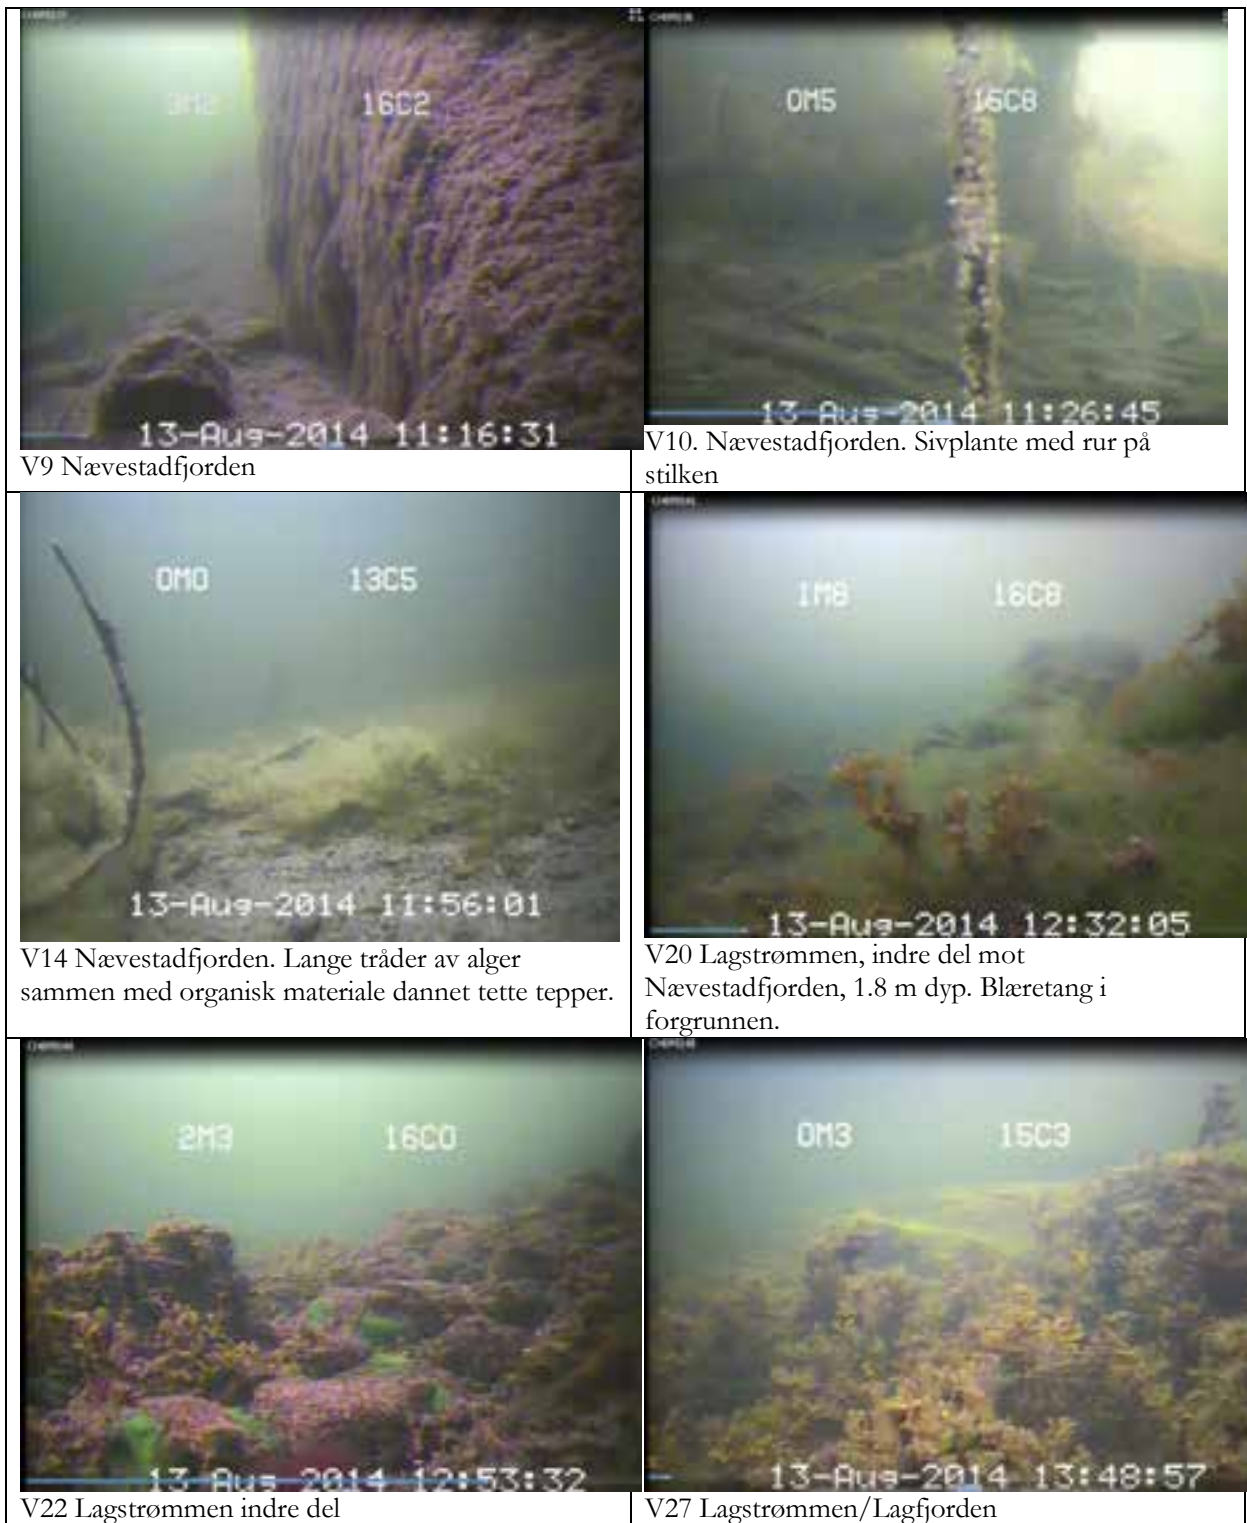 3M2 16C2
13-Aug-2014 11:16:31
V9 Nævestadfjorden
0M5 16C8
13 Aug-2014 11:26:45
V10. Nævestadfjorden. Sivplante med rur på
stilken
0M0 13C5
13-Aug-2014 11:56:01
V14 Nævestadfjorden. Lange tråder av alger
sammen med organisk materiale dannet tette tepper.
1M8 16C8
13-Aug-2014 12:32:05
V20 Lagstrømmen, indre del mot
Nævestadfjorden, 1.8 m dyp. Blæretang i
forgrunnen.
2M3 16C0
13-Aug 2014 12:53:32
V22 Lagstrømmen indre del
0M3 15C3
13-Aug-2014 13:48:57
V27 Lagstrømmen/Lagfjorden